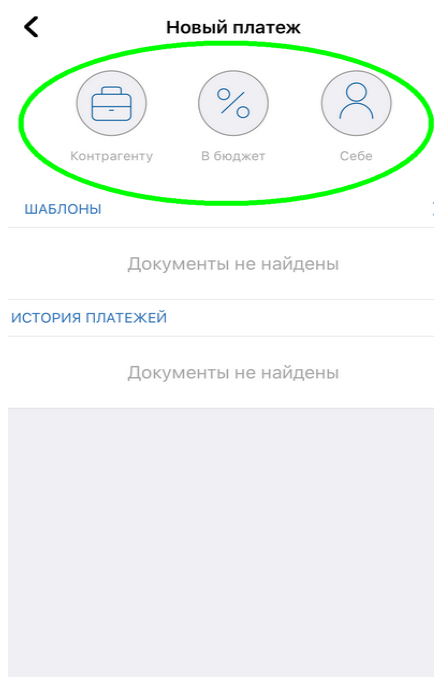 Новый платеж
Контрагенту В бюджет Себе
ШАБЛОНЫ
Документы не найдены
ИСТОРИЯ ПЛАТЕЖЕЙ
Документы не найдены